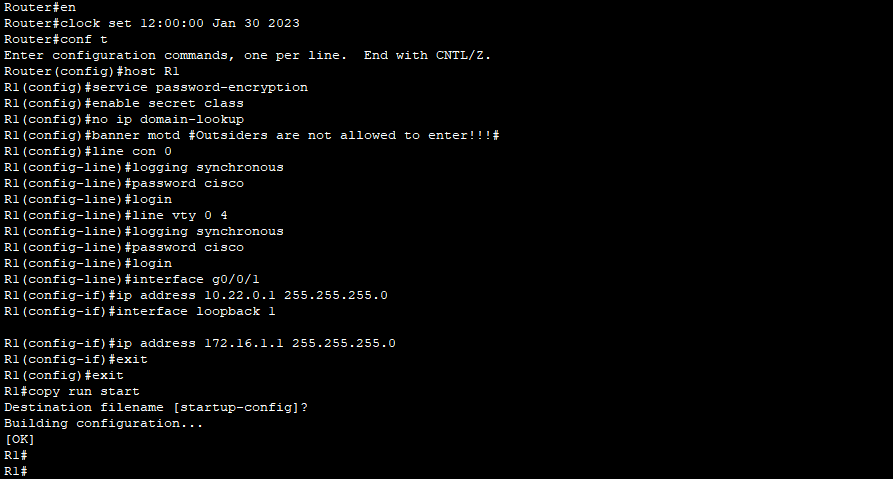 Router#en
Router#clock set 12:00:00 Jan 30 2023
Router#conf t
Enter configuration commands, one per line.  End with CNTL/Z.
Router(config)#host R1
R1(config)#service password-encryption
R1(config)#enable secret class
R1(config)#no ip domain-lookup
R1(config)#banner motd #Outsiders are not allowed to enter!!!#
R1(config)#line con 0
R1(config-line)#logging synchronous
R1(config-line)#password cisco
R1(config-line)#login
R1(config-line)#line vty 0 4
R1(config-line)#logging synchronous
R1(config-line)#password cisco
R1(config-line)#login
R1(config-line)#interface g0/0/1
R1(config-if)#ip address 10.22.0.1 255.255.255.0
R1(config-if)#interface loopback 1
R1(config-if)#ip address 172.16.1.1 255.255.255.0
R1(config-if)#exit
R1(config)#exit
R1#copy run start
Destination filename [startup-config]?
Building configuration...
[OK]
R1#
R1#